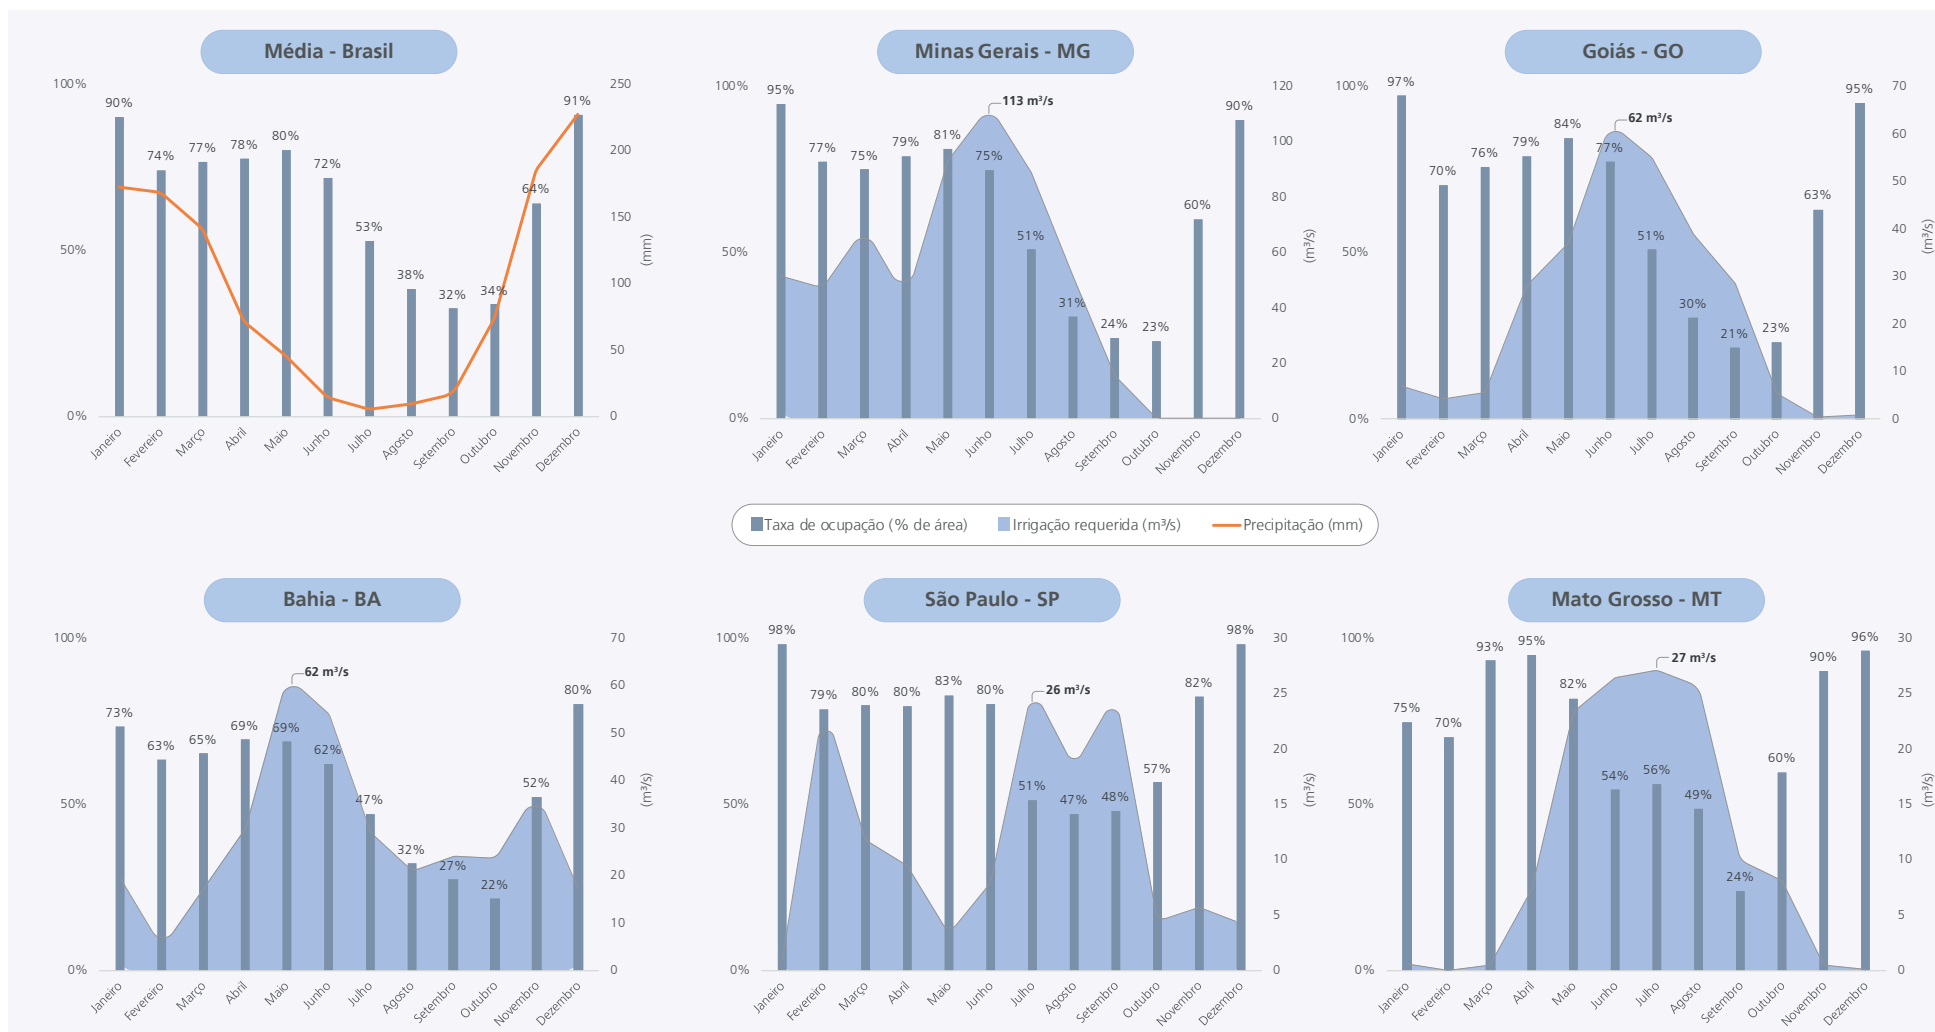 Média - Brasil
100%
50%
0%
250
200
150
100
50
0
(mm)
90%
74%
77%
78%
80%
72%
53%
38%
32%
34%
64%
91%
Janeiro
Fevereiro
Março
Abril
Maio
Junho
Julho
Agosto
Setembro
Outubro
Novembro
Dezembro
Minas Gerais - MG
100%
50%
0%
120
100
80
60
40
20
0
(m³/s)
113 m³/s
95%
77%
75%
79%
81%
75%
51%
31%
24%
23%
60%
90%
Janeiro
Fevereiro
Março
Abril
Maio
Junho
Julho
Agosto
Setembro
Outubro
Novembro
Dezembro
Goiás - GO
100%
50%
0%
70
60
50
40
30
20
10
0
(m³/s)
62 m³/s
97%
70%
76%
79%
84%
77%
51%
30%
21%
23%
63%
95%
Janeiro
Fevereiro
Março
Abril
Maio
Junho
Julho
Agosto
Setembro
Outubro
Novembro
Dezembro
Taxa de ocupação (% de área)
Irrigação requerida (m³/s)
Precipitação (mm)
Bahia - BA
100%
50%
0%
70
60
50
40
30
20
10
0
(m³/s)
62 m³/s
73%
63%
65%
69%
69%
62%
47%
32%
27%
22%
52%
80%
Janeiro
Fevereiro
Março
Abril
Maio
Junho
Julho
Agosto
Setembro
Outubro
Novembro
Dezembro
São Paulo - SP
100%
50%
0%
30
25
20
15
10
5
0
(m³/s)
26 m³/s
98%
79%
80%
80%
83%
80%
51%
47%
48%
57%
82%
98%
Janeiro
Fevereiro
Março
Abril
Maio
Junho
Julho
Agosto
Setembro
Outubro
Novembro
Dezembro
Mato Grosso - MT
100%
50%
0%
30
25
20
15
10
5
0
(m³/s)
27 m³/s
75%
70%
93%
95%
82%
54%
56%
49%
24%
60%
90%
96%
Janeiro
Fevereiro
Março
Abril
Maio
Junho
Julho
Agosto
Setembro
Outubro
Novembro
Dezembro